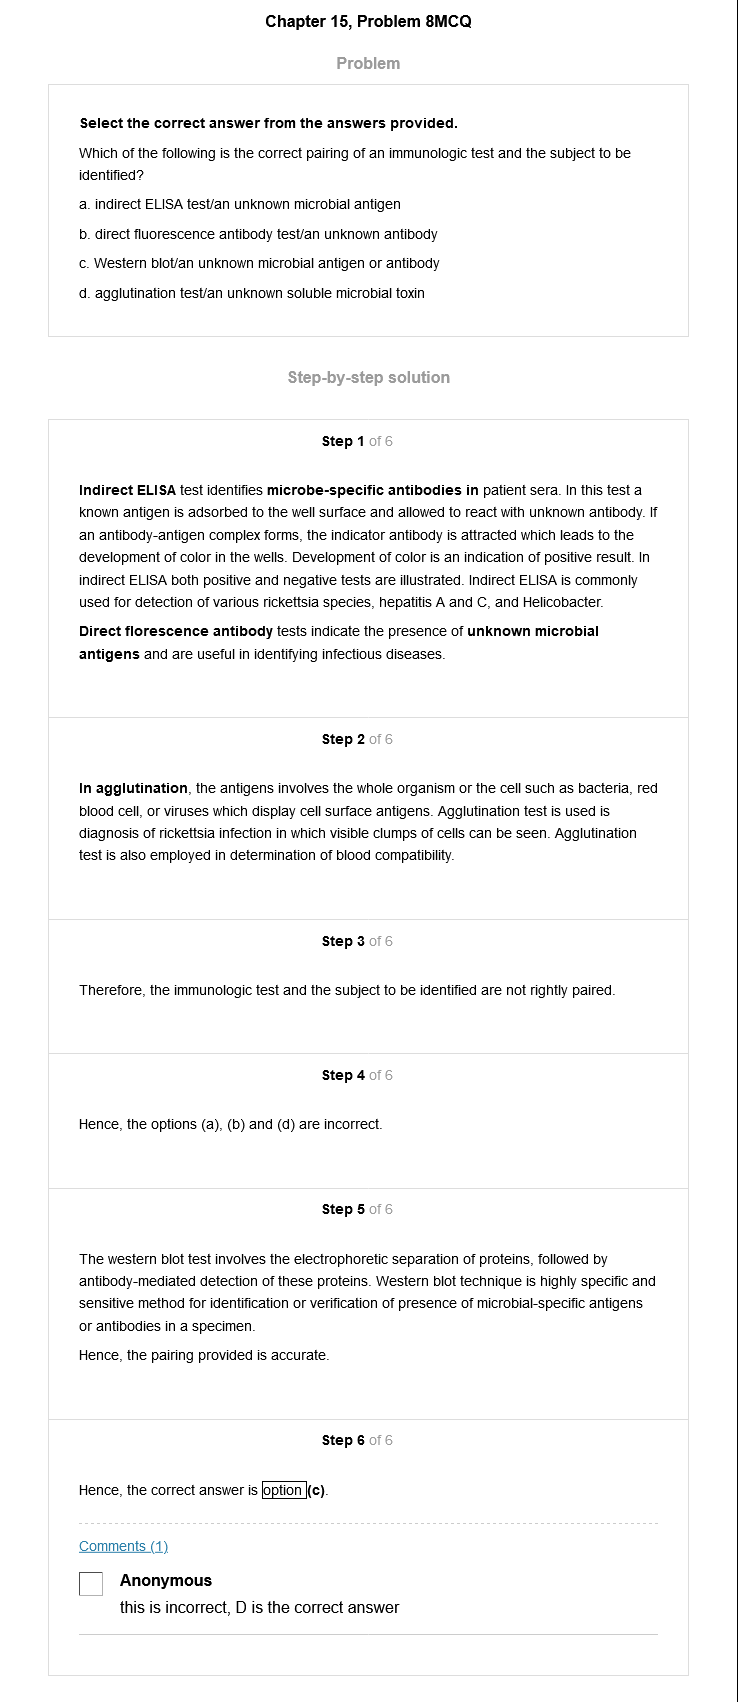 Chapter 15, Problem 8MCQ
Problem
Select the correct answer from the answers provided.
Which of the following is the correct pairing of an immunologic test and the subject to be
identified?
a. indirect ELISA test/an unknown microbial antigen
b. direct fluorescence antibody test/an unknown antibody
c. Western blot/an unknown microbial antigen or antibody
d. agglutination test/an unknown soluble microbial toxin
Step-by-step solution
Step 1 of 6
Indirect ELISA test identifies microbe-specific antibodies in patient sera. In this test a
known antigen is adsorbed to the well surface and allowed to react with unknown antibody. If
an antibody-antigen complex forms, the indicator antibody is attracted which leads to the
development of color in the wells. Development of color is an indication of positive result. In
indirect ELISA both positive and negative tests are illustrated. Indirect ELISA is commonly
used for detection of various rickettsia species, hepatitis A and C, and Helicobacter.
Direct florescence antibody tests indicate the presence of unknown microbial
antigens and are useful in identifying infectious diseases.
Step 2 of 6
In agglutination, the antigens involves the whole organism or the cell such as bacteria, red
blood cell, or viruses which display cell surface antigens. Agglutination test is used is
diagnosis of rickettsia infection in which visible clumps of cells can be seen. Agglutination
test is also employed in determination of blood compatibility.
Step 3 of 6
Therefore, the immunologic test and the subject to be identified are not rightly paired.
Step 4 of 6
Hence, the options (a), (b) and (d) are incorrect.
Step 5 of 6
The western blot test involves the electrophoretic separation of proteins, followed by
antibody-mediated detection of these proteins. Western blot technique is highly specific and
sensitive method for identification or verification of presence of microbial-specific antigens
or antibodies in a specimen.
Hence, the pairing provided is accurate.
Step 6 of 6
Hence, the correct answer is option (c).
Comments (1)
Anonymous
this is incorrect, D is the correct answer